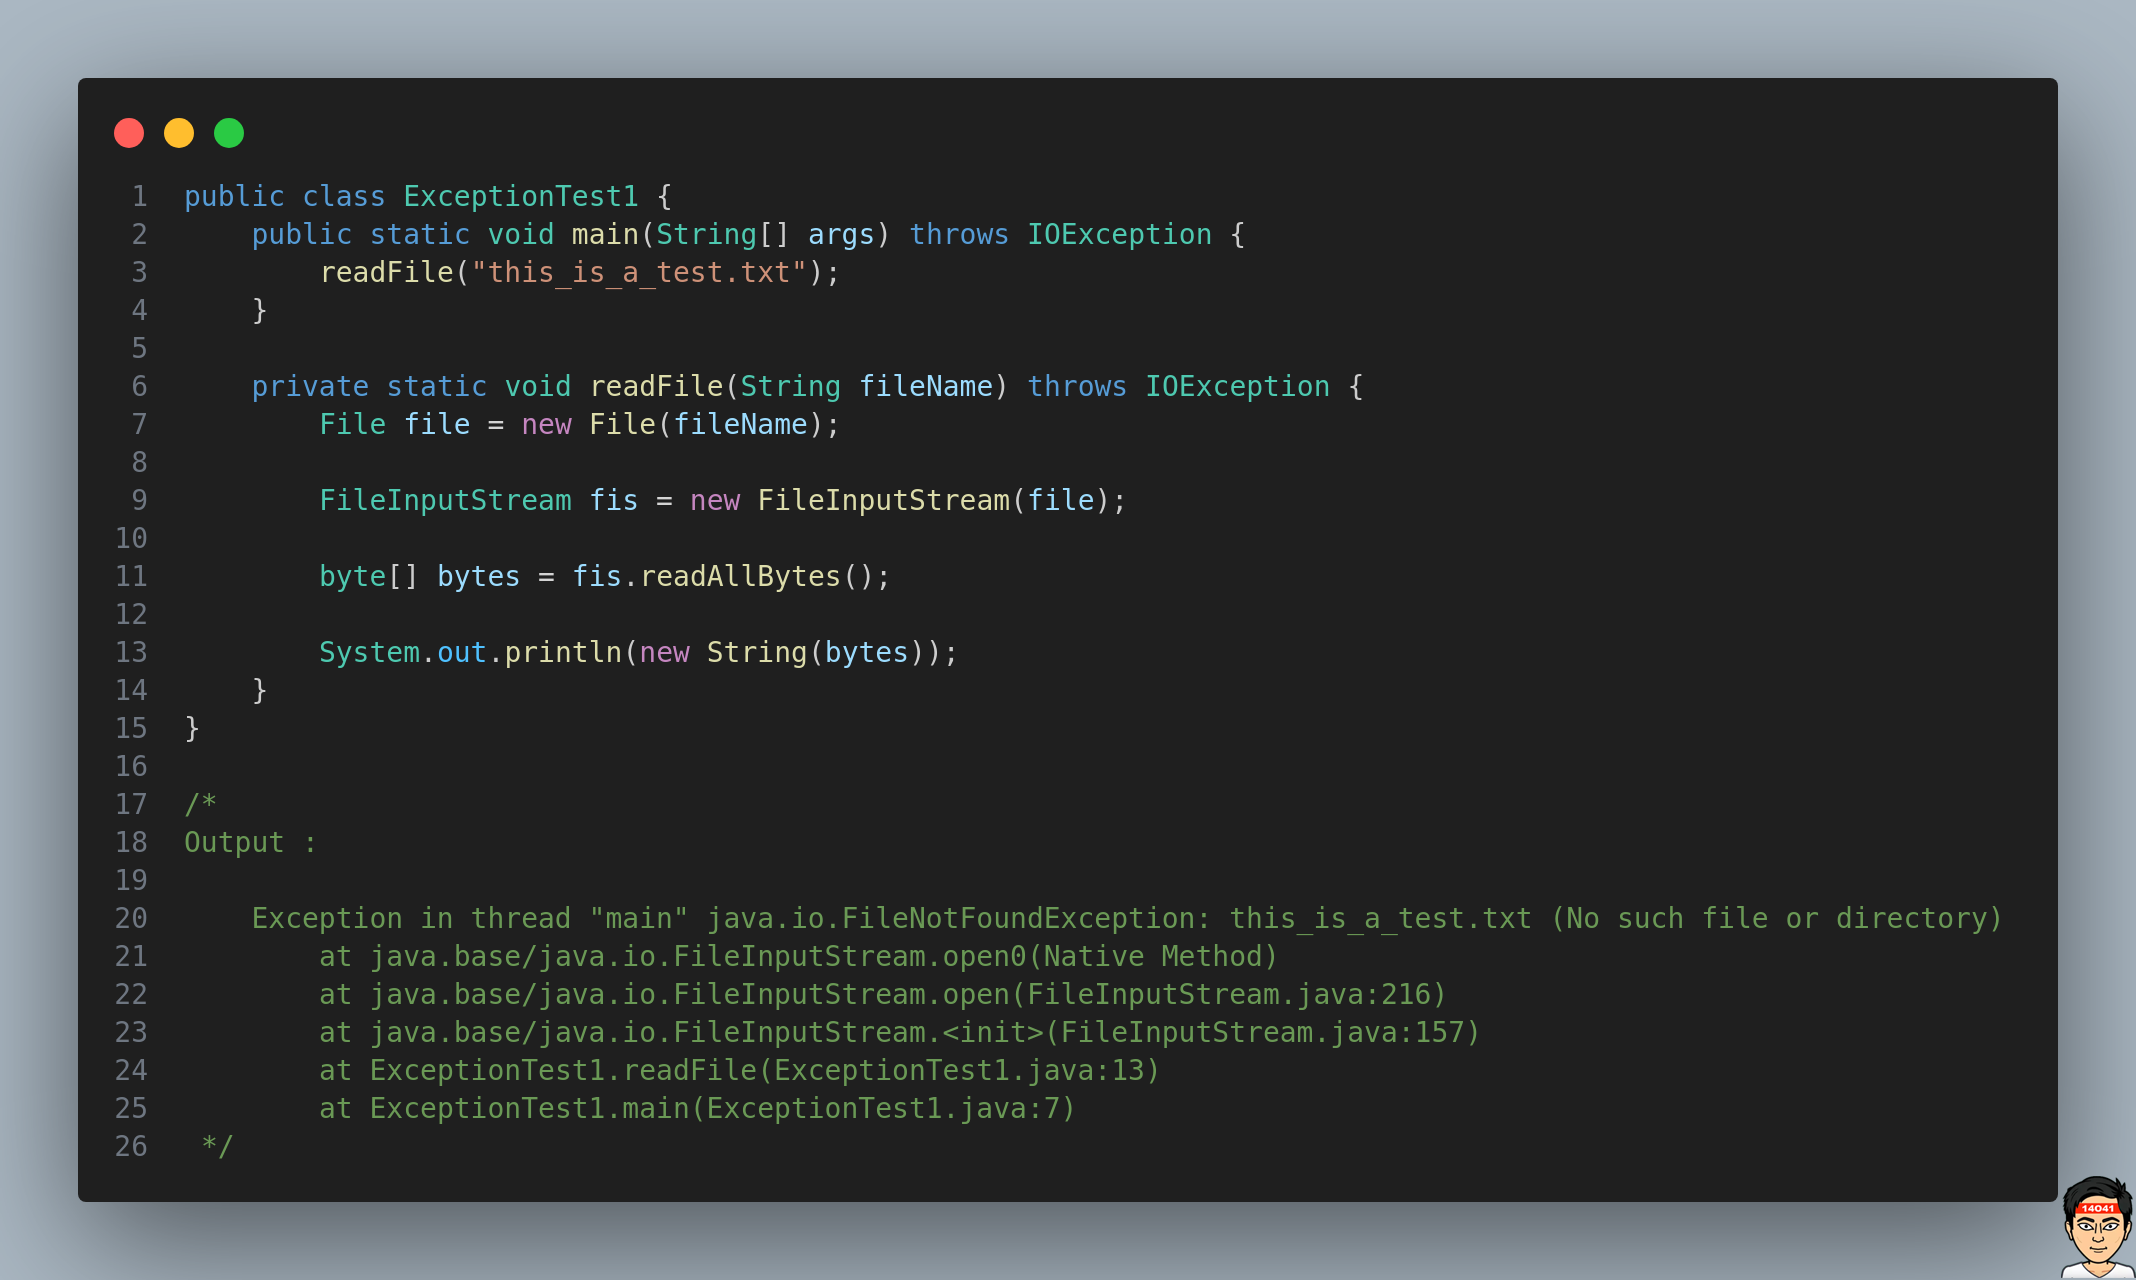 1 public class ExceptionTest1 {
2     public static void main(String[] args) throws IOException {
3         readFile("this_is_a_test.txt");
4     }
5
6     private static void readFile(String fileName) throws IOException {
7         File file = new File(fileName);
8
9         FileInputStream fis = new FileInputStream(file);
10
11         byte[] bytes = fis.readAllBytes();
12
13         System.out.println(new String(bytes));
14     }
15 }
16
17 /*
18 Output :
19
20     Exception in thread "main" java.io.FileNotFoundException: this_is_a_test.txt (No such file or directory)
21         at java.base/java.io.FileInputStream.open0(Native Method)
22         at java.base/java.io.FileInputStream.open(FileInputStream.java:216)
23         at java.base/java.io.FileInputStream.<init>(FileInputStream.java:157)
24         at ExceptionTest1.readFile(ExceptionTest1.java:13)
25         at ExceptionTest1.main(ExceptionTest1.java:7)
26  */
14041